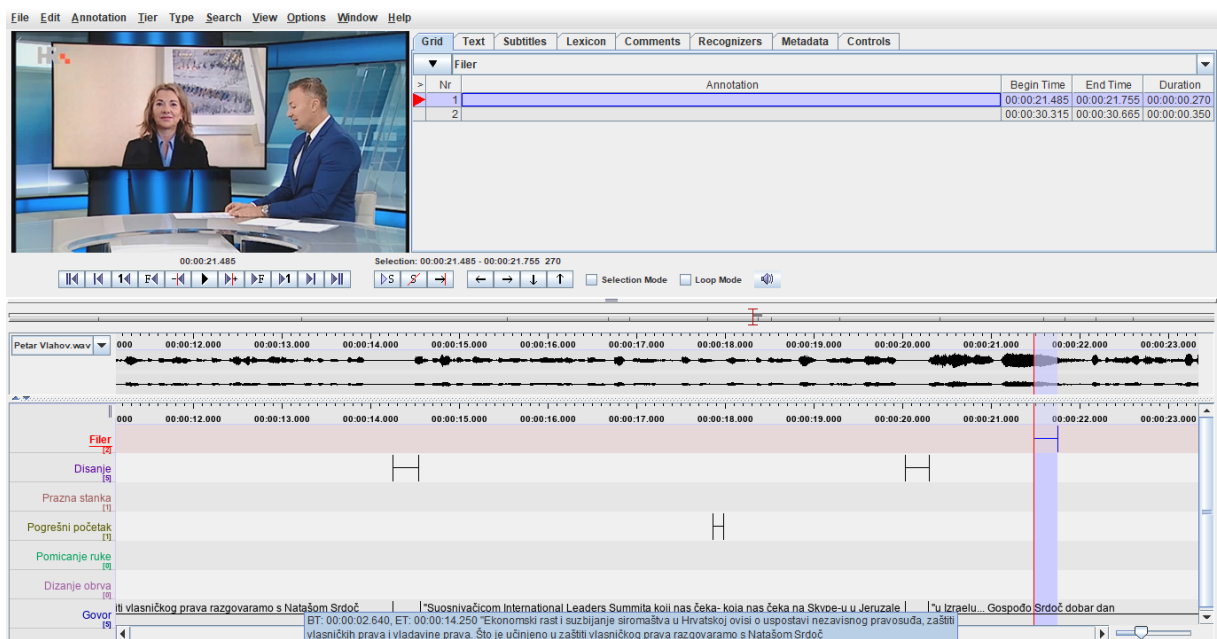 File Edit Annotation Tier Type Search View Options Window Help
Grid Text Subtitles Lexicon Comments Recognizers Metadata Controls
Filer
> Nr Annotation Begin Time End Time Duration
1 00:00:21.485 00:00:21.755 00:00:00.270
2 00:00:30.315 00:00:30.665 00:00:00.350
00:00:21.485 Selection: 00:00:21.485 - 00:00:21.755 270
Selection Mode Loop Mode
Petar Vlahov.wav 000 00:00:12.000 00:00:13.000 00:00:14.000 00:00:15.000 00:00:16.000 00:00:17.000 00:00:18.000 00:00:19.000 00:00:20.000 00:00:21.000 00:00:22.000 00:00:23.000
000 00:00:12.000 00:00:13.000 00:00:14.000 00:00:15.000 00:00:16.000 00:00:17.000 00:00:18.000 00:00:19.000 00:00:20.000 00:00:21.000 00:00:22.000 00:00:23.000
Filer
[2]
Disanje
[5]
Prazna stanka
[1]
Pogrešni početak
[1]
Pomicanje ruke
[0]
Dizanje obrva
[0]
Govor
[5]
iti vlasničkog prava razgovaramo s Natašom Srdoč "Suosnivačicom International Leaders Summita koji nas čeka- koja nas čeka na Skype-u u Jeruzale "u Izraelu... Gospođo Srdoč dobar dan
BT: 00:00:02.640, ET: 00:00:14.250 "Ekonomski rast i suzbijanje siromaštva u Hrvatskoj ovisi o uspostavi nezavisnog pravosuđa, zaštiti
vlasničkih prava i vladavine prava. Što je učinjeno u zaštiti vlasničkog prava razgovaramo s Natašom Srdoč